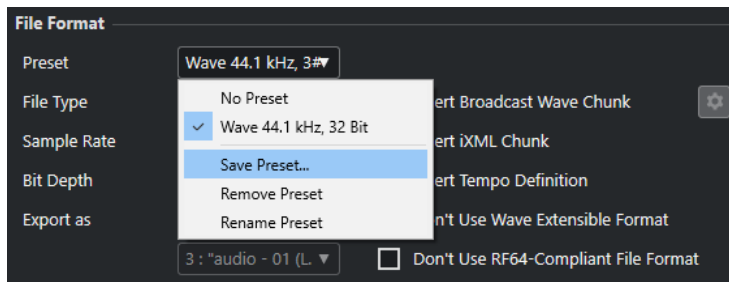 File Format
Preset
Wave 44.1 kHz, 3
File Type
No Preset
ert Broadcast Wave Chunk
Wave 44.1 kHz, 32 Bit
Sample Rate
ert iXML Chunk
Save Preset...
Bit Depth
ert Tempo Definition
Remove Preset
Export as
Rename Preset
n't Use Wave Extensible Format
3 : "audio - 01 (L.
Don't Use RF64-Compliant File Format